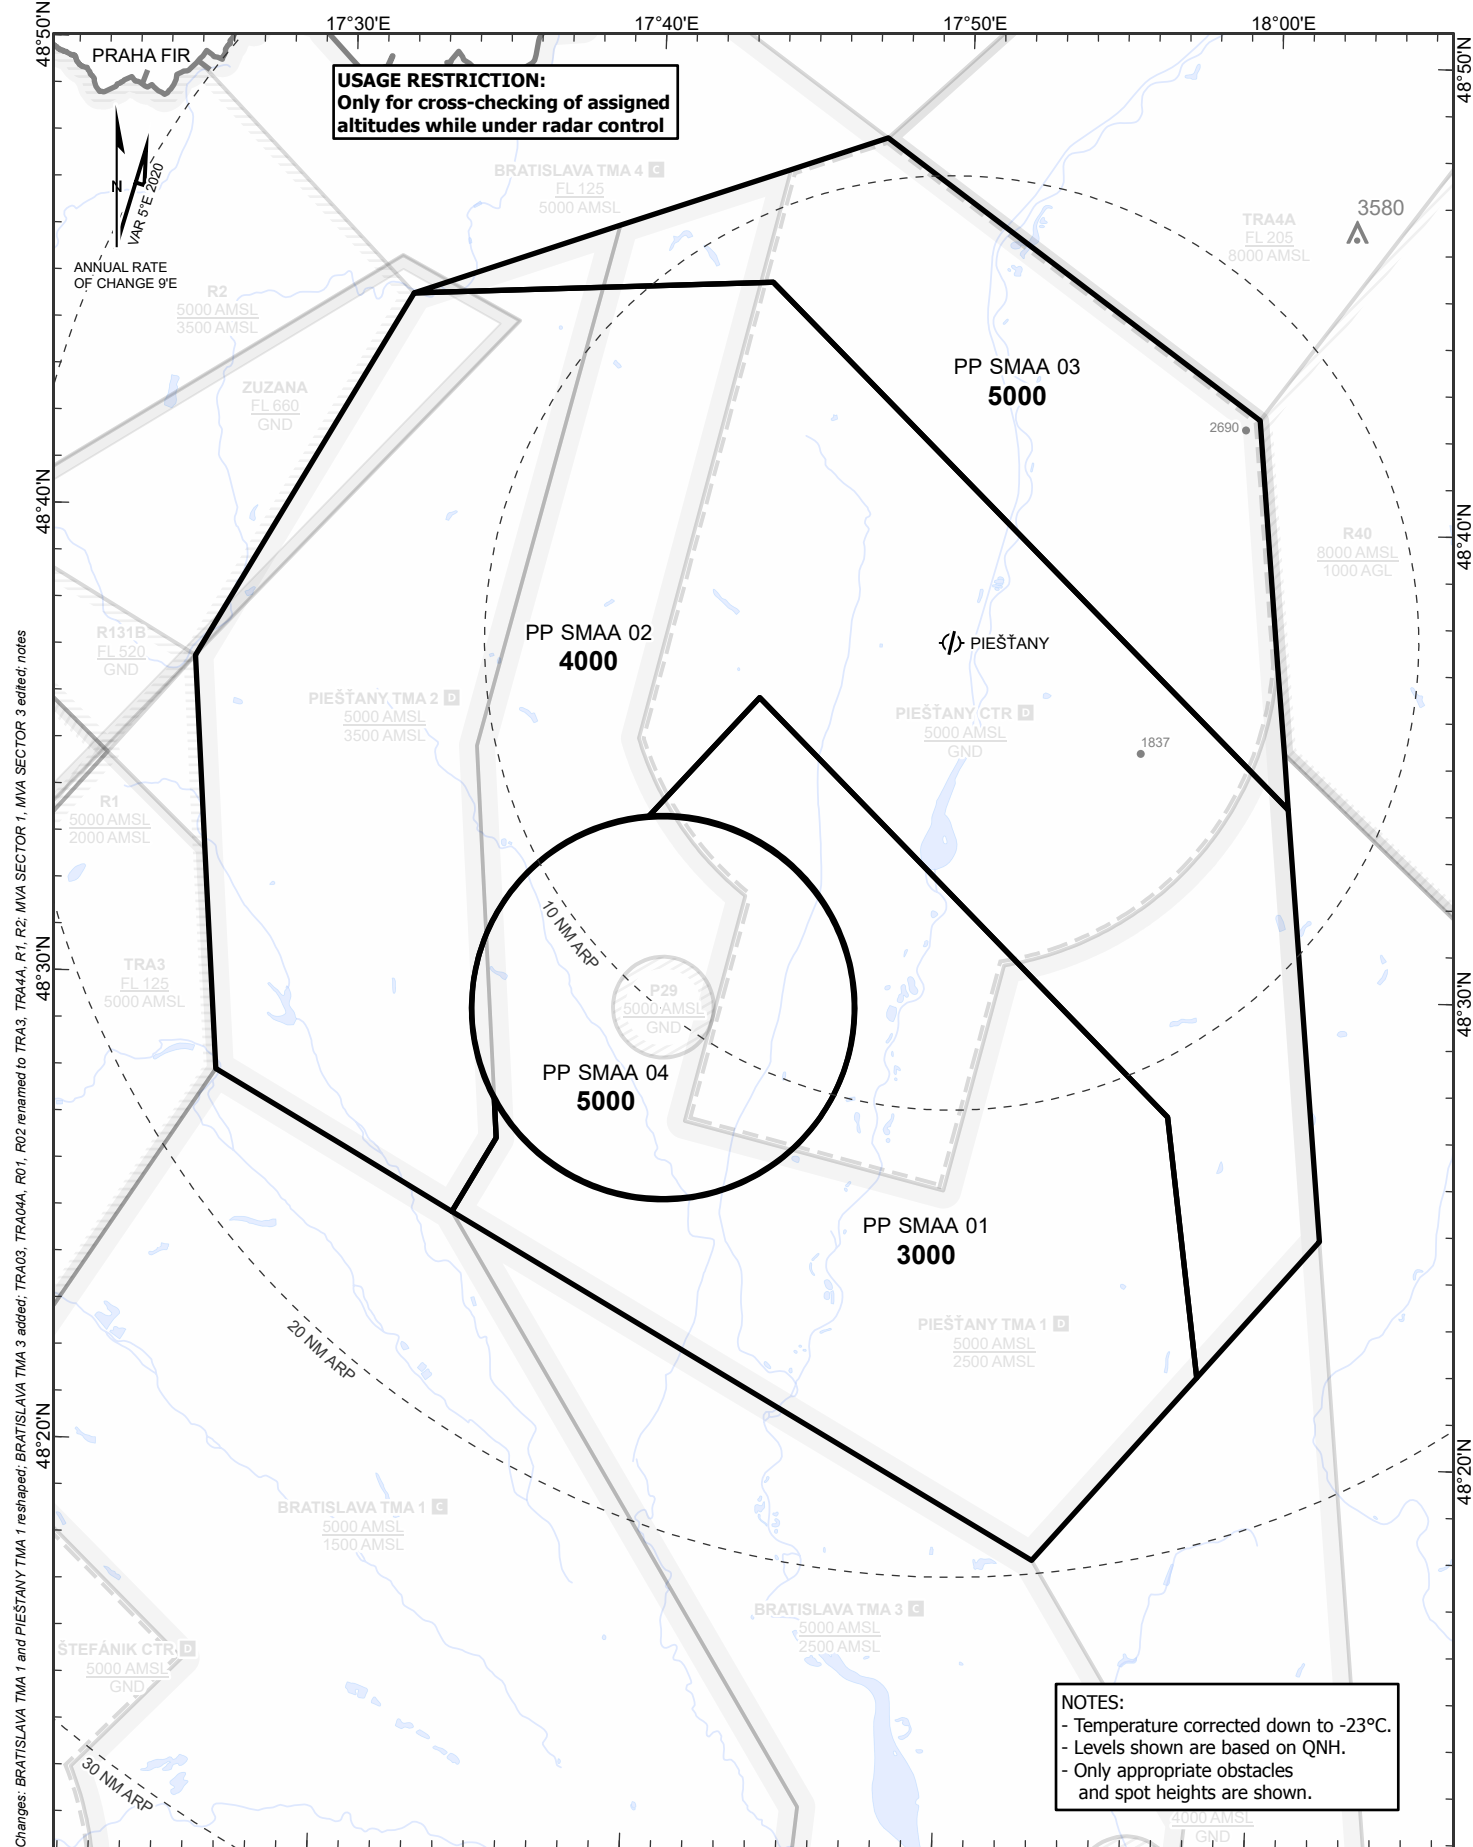 17°30'E
17°40'E
17°50'E
18°00'E
48°50'N
48°50'N
PRAHA FIR
USAGE RESTRICTION:
Only for cross-checking of assigned
altitudes while under radar control
N
VAR 5°E 2020
ANNUAL RATE
OF CHANGE 9'E
BRATISLAVA TMA 4 C
FL 125
5000 AMSL
TRA4A
FL 205
8000 AMSL
3580
R2
5000 AMSL
3500 AMSL
ZUZANA
FL 660
GND
PP SMAA 03
5000
2690
48°40'N
48°40'N
R40
8000 AMSL
1000 AGL
R131B
FL 520
GND
PP SMAA 02
4000
PIEŠŤANY
PIEŠŤANY TMA 2 D
5000 AMSL
3500 AMSL
PIEŠŤANY CTR D
5000 AMSL
GND
1837
R1
5000 AMSL
2000 AMSL
10 NM ARP
TRA3
FL 125
5000 AMSL
48°30'N
48°30'N
P29
5000 AMSL
GND
PP SMAA 04
5000
PP SMAA 01
3000
PIEŠŤANY TMA 1 D
5000 AMSL
2500 AMSL
20 NM ARP
48°20'N
48°20'N
BRATISLAVA TMA 1 C
5000 AMSL
1500 AMSL
BRATISLAVA TMA 3 C
5000 AMSL
2500 AMSL
ŠTEFÁNIK CTR D
5000 AMSL
GND
30 NM ARP
NOTES:
- Temperature corrected down to -23°C.
- Levels shown are based on QNH.
- Only appropriate obstacles
and spot heights are shown.
4000 AMSL
GND
Changes: BRATISLAVA TMA 1 and PIEŠŤANY TMA 1 reshaped; BRATISLAVA TMA 3 added; TRA03, TRA04A, R01, R02 renamed to TRA3, TRA4A, R1, R2; MVA SECTOR 1, MVA SECTOR 3 edited; notes